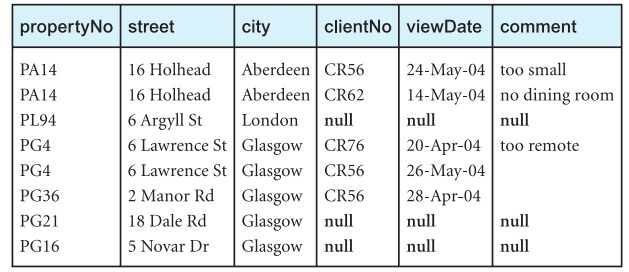 propertyNo street city clientNo viewDate comment
PA14 16 Holhead Aberdeen CR56 24-May-04 too small
PA14 16 Holhead Aberdeen CR62 14-May-04 no dining room
PL94 6 Argyll St London null null null
PG4 6 Lawrence St Glasgow CR76 20-Apr-04 too remote
PG4 6 Lawrence St Glasgow CR56 26-May-04
PG36 2 Manor Rd Glasgow CR56 28-Apr-04
PG21 18 Dale Rd Glasgow null null null
PG16 5 Novar Dr Glasgow null null null